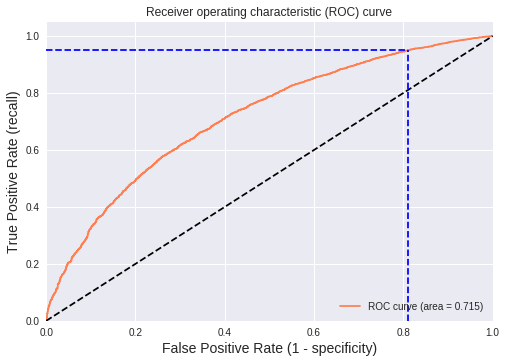 Receiver operating characteristic (ROC) curve
True Positive Rate (recall)
1.0
0.8
0.6
0.4
0.2
0.0
ROC curve (area = 0.715)
0.0 0.2 0.4 0.6 0.8 1.0
False Positive Rate (1 - specificity)